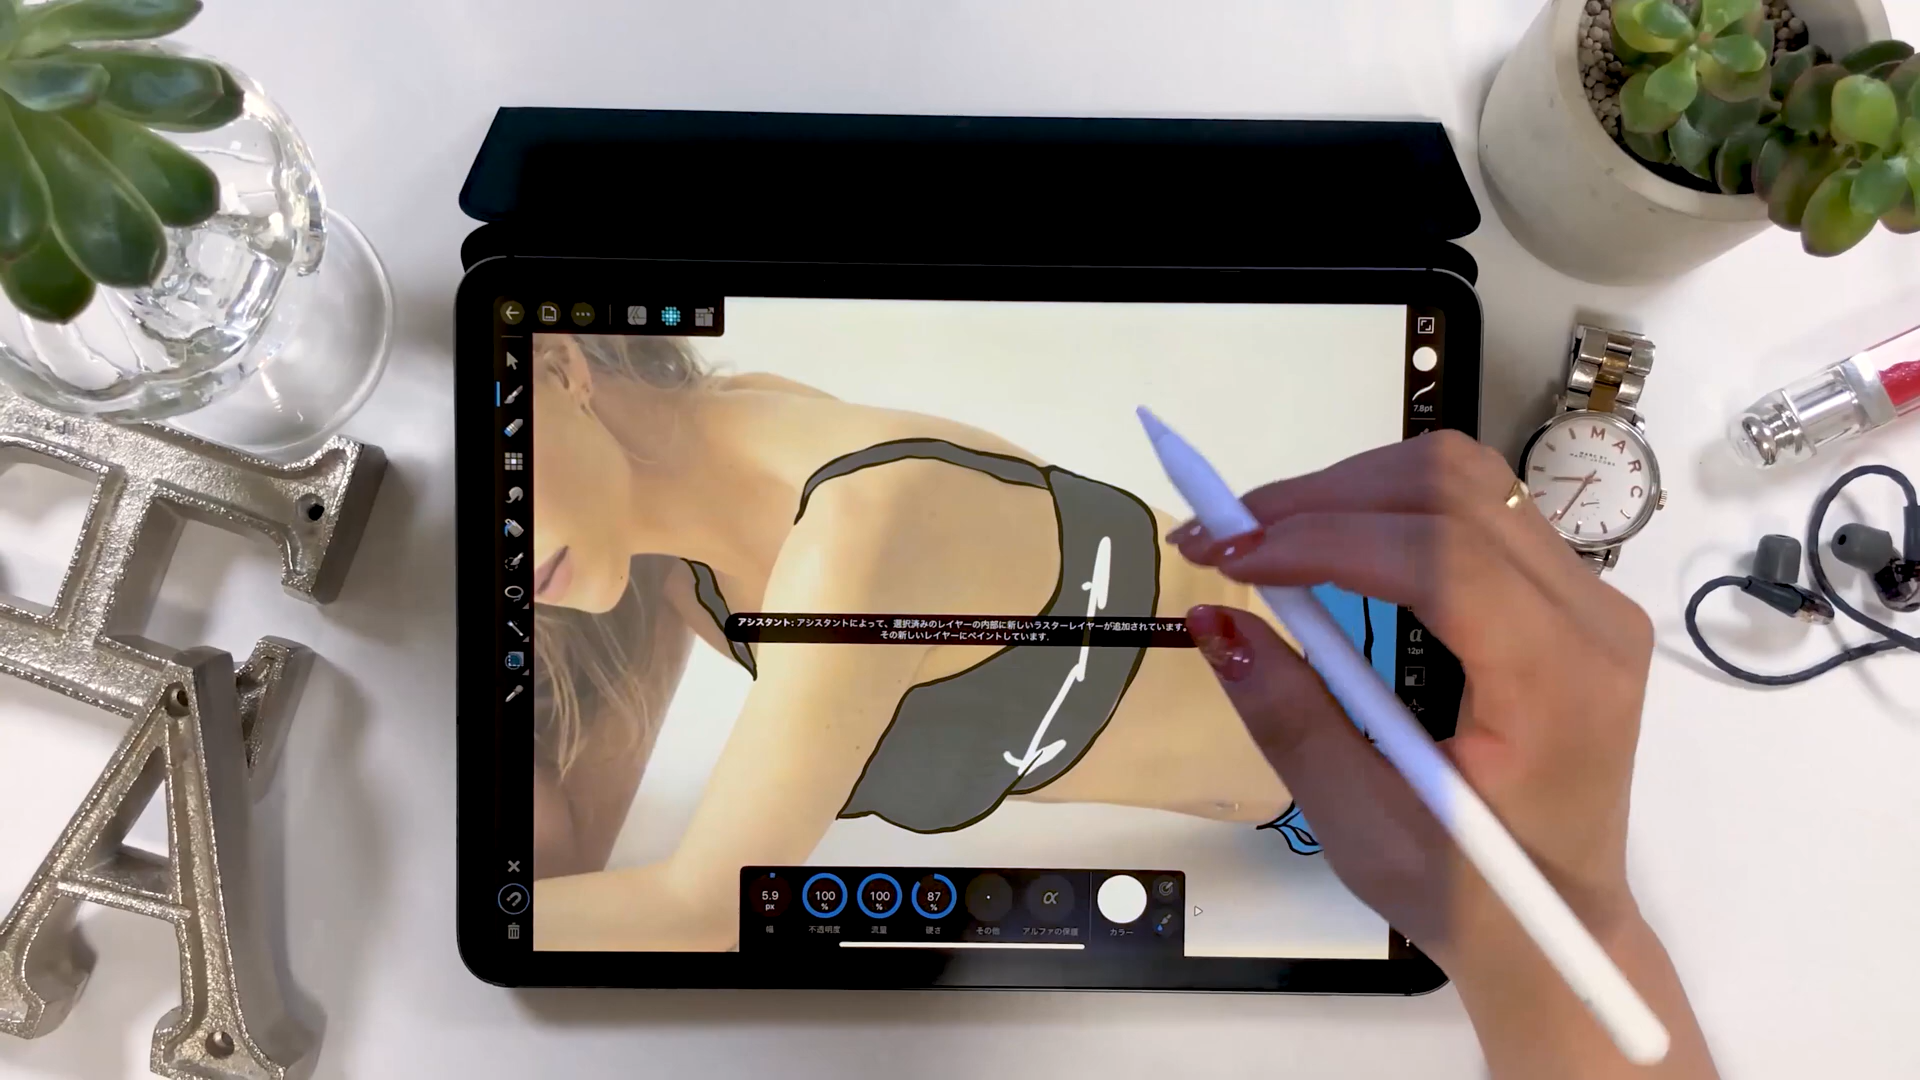 7.8pt
アシスタント: アシスタントによって、選択済みのレイヤーの内部に新しいラスターレイヤーが追加されています。
その新しいレイヤーにペイントしています.
α
12pt
5.9 px
100 %
100 %
87 %
α
幅
不透明度
流量
硬さ
その他
アルファの保護
カラー
MARC
MARC BY
MARC JACOBS
H
A